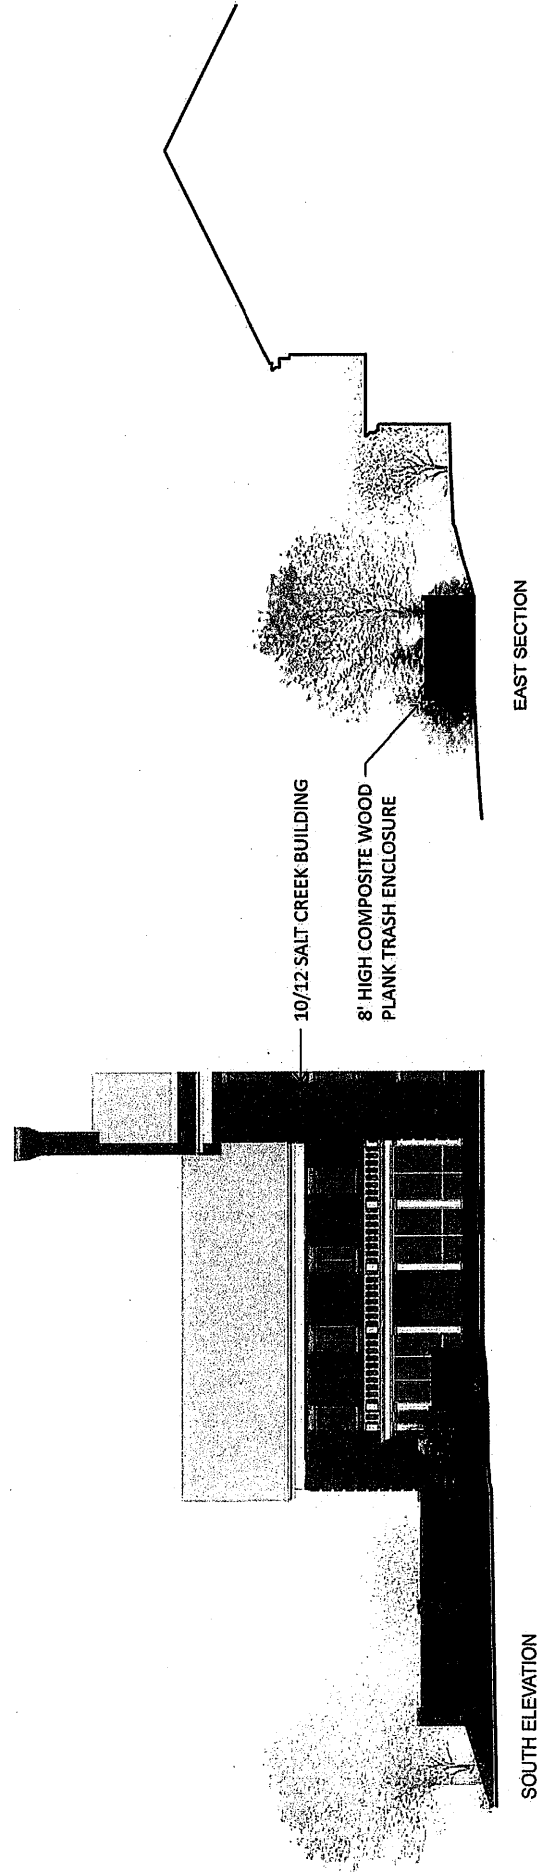 10/12 SALT CREEK BUILDING
8' HIGH COMPOSITE WOOD
PLANK TRASH ENCLOSURE
SOUTH ELEVATION
EAST SECTION